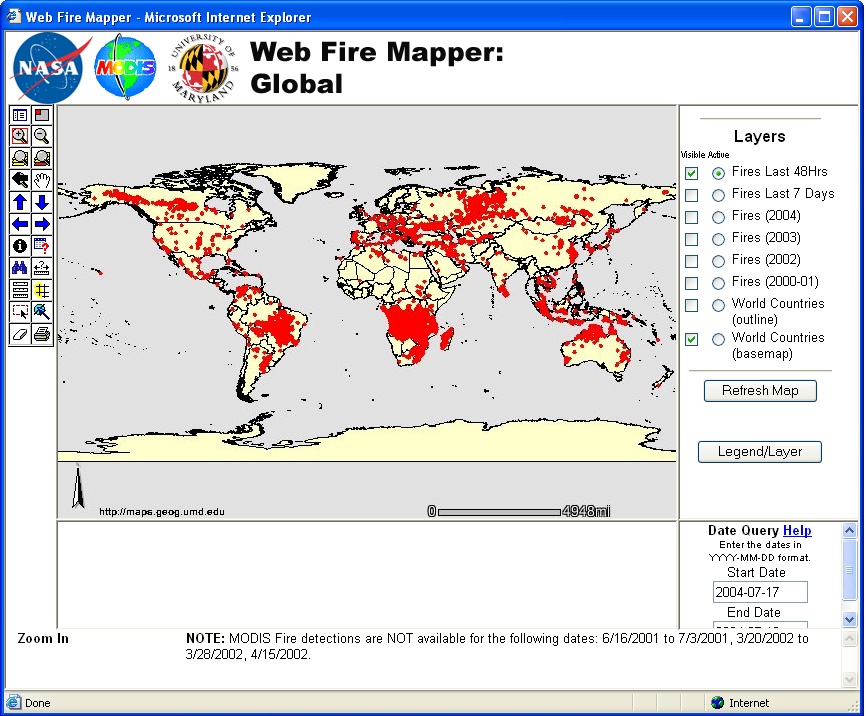 Web Fire Mapper - Microsoft Internet Explorer
NASA
MODIS
UNIVERSITY OF
18 56
MARYLAND
Web Fire Mapper:
Global
Layers
Visible Active
Fires Last 48Hrs
Fires Last 7 Days
Fires (2004)
Fires (2003)
Fires (2002)
Fires (2000-01)
World Countries
(outline)
World Countries
(basemap)
Refresh Map
Legend/Layer
http://maps.geog.umd.edu
0 4948mi
Date Query Help
Enter the dates in
YYYY-MM-DD format.
Start Date
2004-07-17
End Date
Zoom In
NOTE: MODIS Fire detections are NOT available for the following dates: 6/16/2001 to 7/3/2001, 3/20/2002 to
3/28/2002, 4/15/2002.
Done
Internet